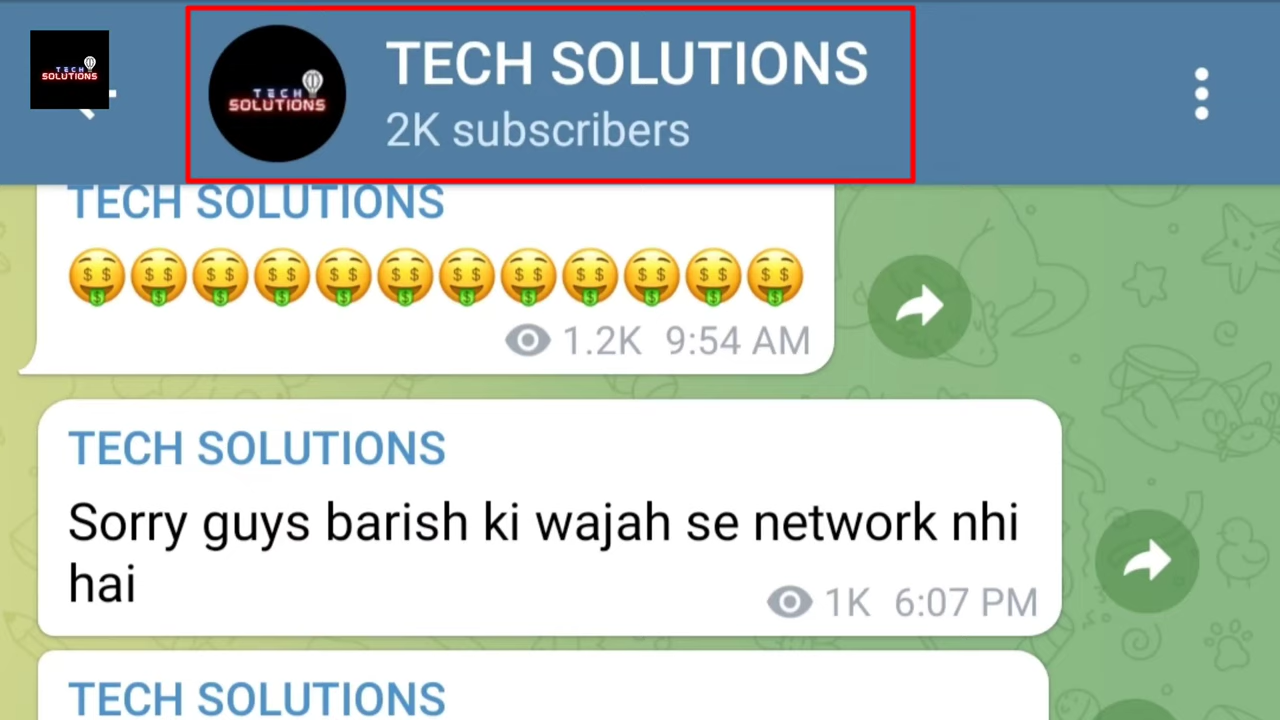 TECH
SOLUTIONS
TECH
SOLUTIONS
TECH SOLUTIONS
2K subscribers
TECH SOLUTIONS
🤑🤑🤑🤑🤑🤑🤑🤑🤑🤑🤑🤑
1.2K 9:54 AM
TECH SOLUTIONS
Sorry guys barish ki wajah se network nhi
hai
1K 6:07 PM
TECH SOLUTIONS